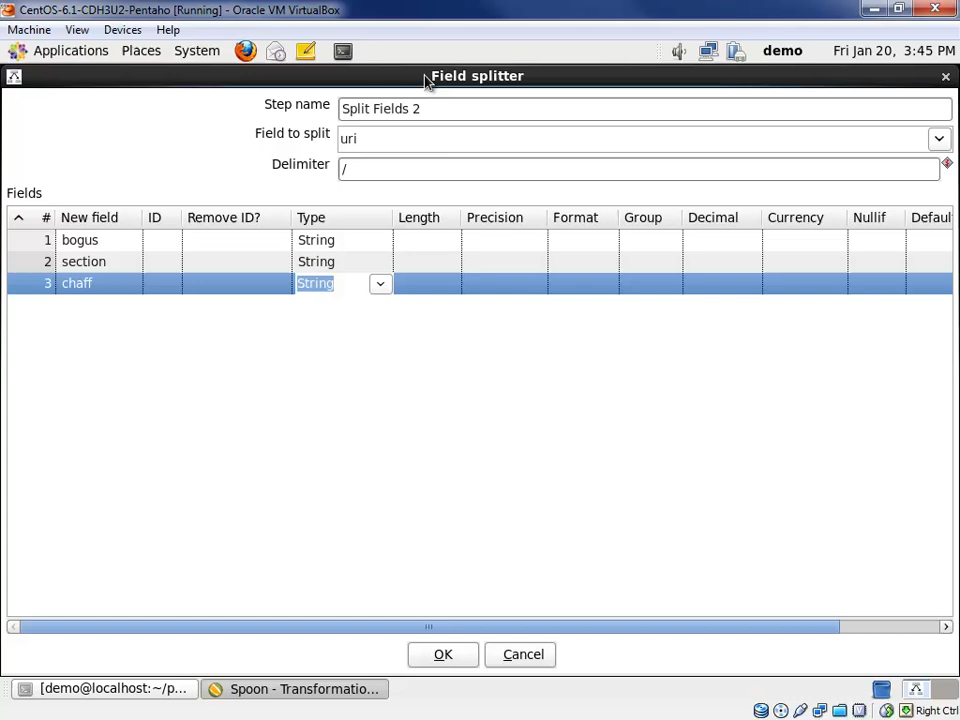 CentOS-6.1-CDH3U2-Pentaho [Running] - Oracle VM VirtualBox
Machine View Devices Help
Applications Places System demo Fri Jan 20, 3:45 PM
Field splitter
Step name Split Fields 2
Field to split uri
Delimiter /
Fields
# New field ID Remove ID? Type Length Precision Format Group Decimal Currency Nullif Defaul
1 bogus String
2 section String
3 chaff String
OK Cancel
[demo@localhost:~/p... Spoon - Transformatio...
Right Ctrl